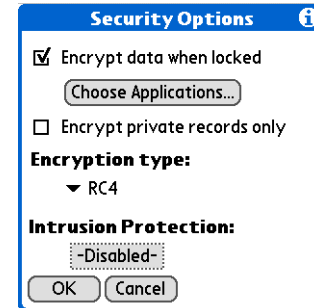 Security Options
Encrypt data when locked
Choose Applications...
Encrypt private records only
Encryption type:
RC4
Intrusion Protection:
-Disabled-
OK Cancel